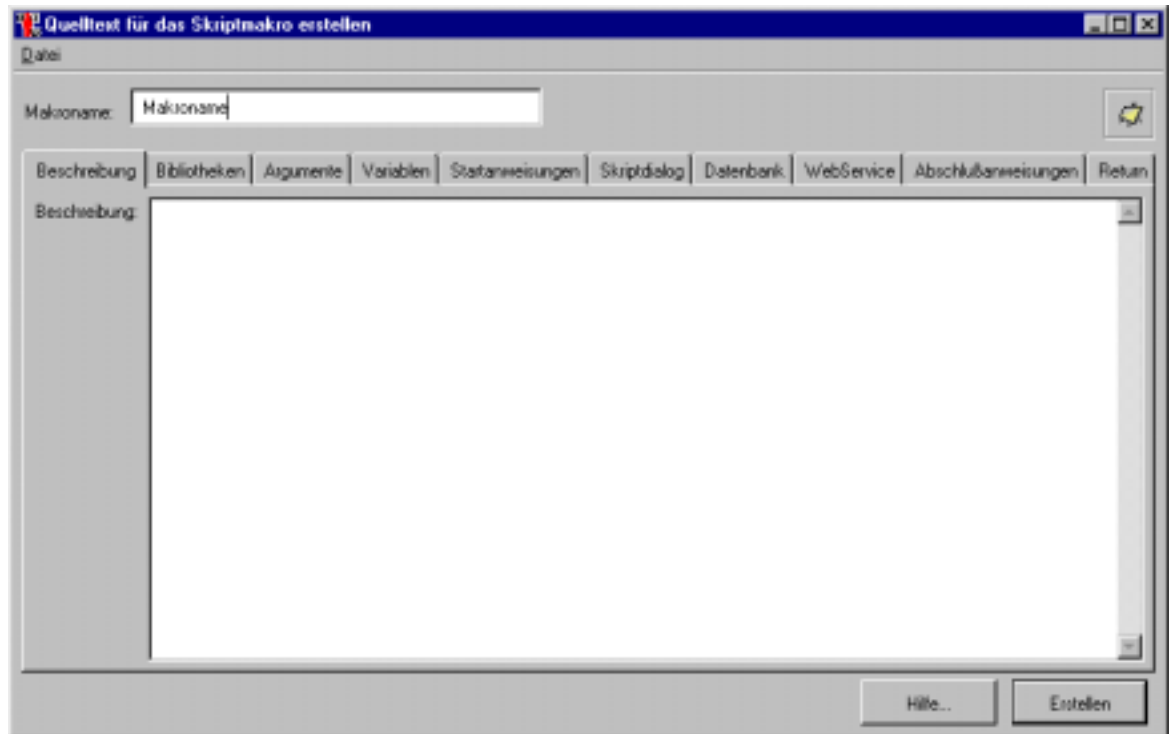 Quelltext für das Skriptmakro erstellen
Datei
Makroname: Makroname
Beschreibung Bibliotheken Argumente Variablen Startanweisungen Skriptdialog Datenbank WebService Abschlußanweisungen Return
Beschreibung:
Hilfe... Erstellen